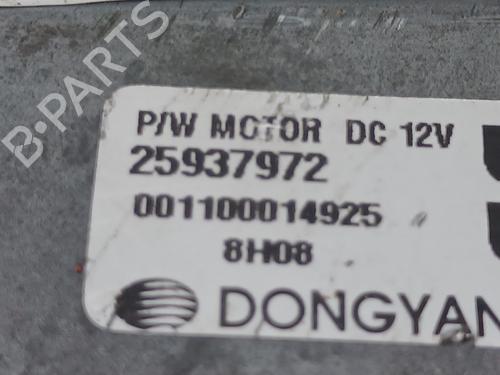 B-PARTS
P/W MOTOR DC 12V
25937972
001100014925
8H08
DONGYAN